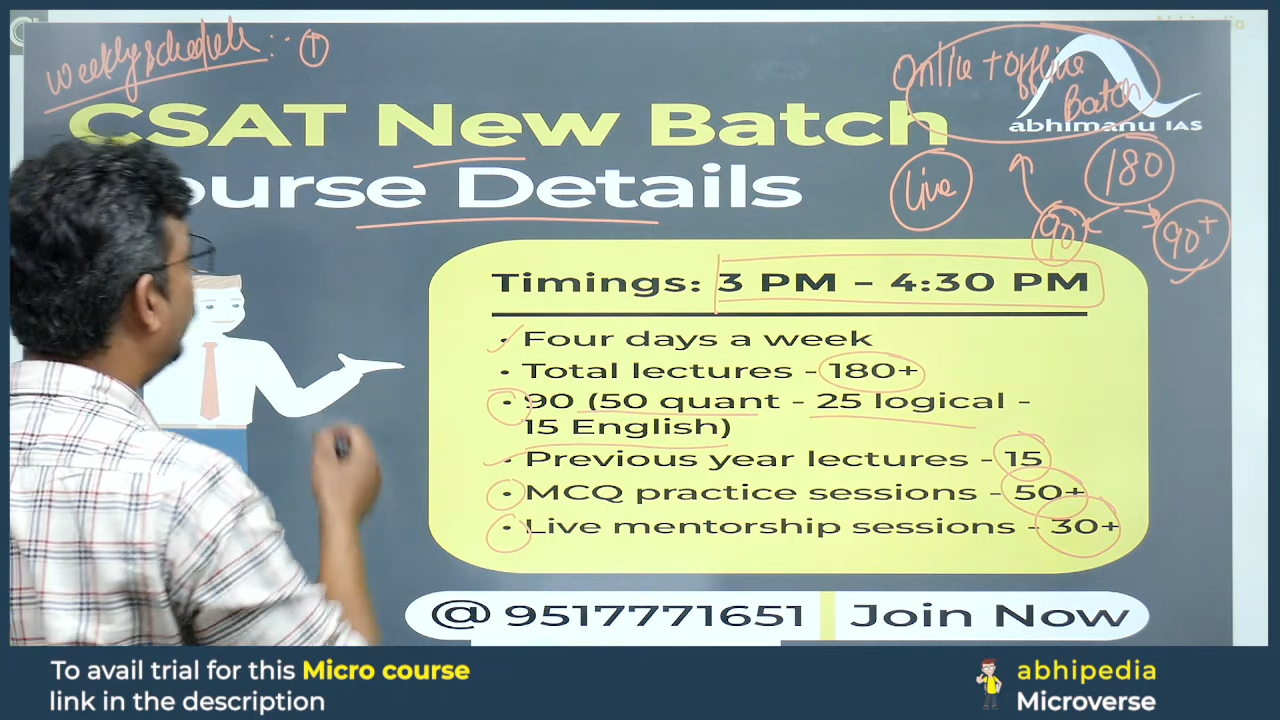 weekly schedule :- ①
Online + offline
Batch
abhimanu IAS
CSAT New Batch
ourse Details
Live
180
90
90+
Timings: 3 PM – 4:30 PM
• Four days a week
• Total lectures - 180+
• 90 (50 quant - 25 logical -
15 English)
• Previous year lectures - 15
• MCQ practice sessions - 50+
• Live mentorship sessions - 30+
@ 9517771651 Join Now
To avail trial for this Micro course
link in the description
abhipedia
Microverse